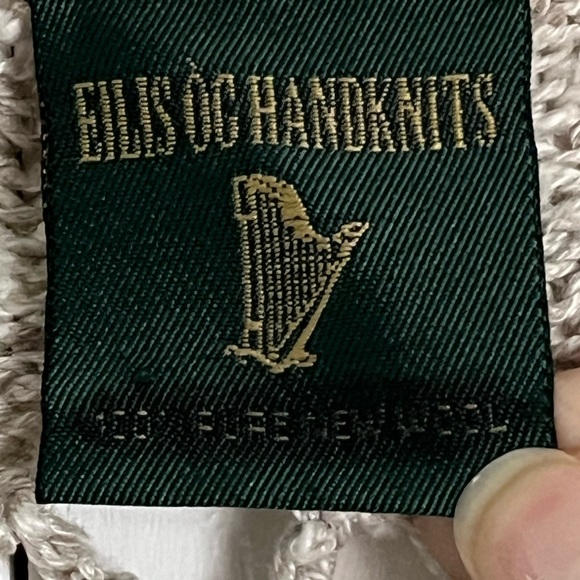 EILIS ÓG HANDKNITS
100% PURE NEW WOOL